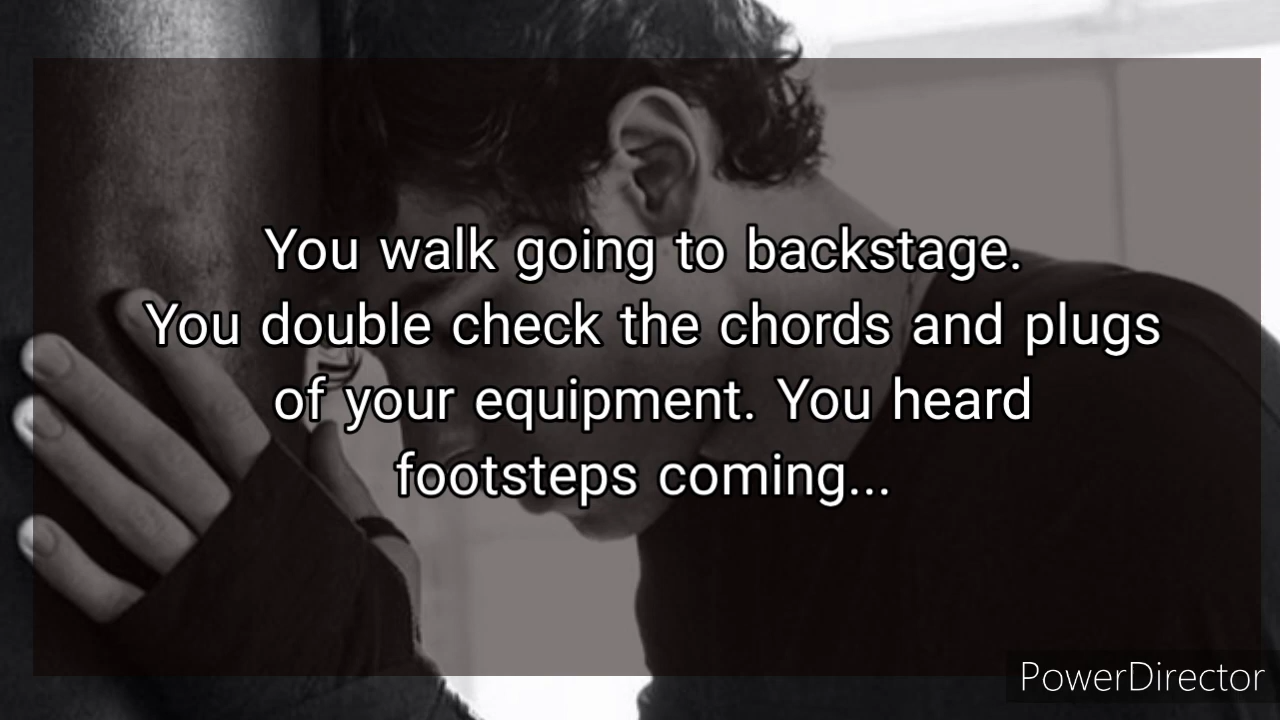 You walk going to backstage.
You double check the chords and plugs
of your equipment. You heard
footsteps coming...
PowerDirector